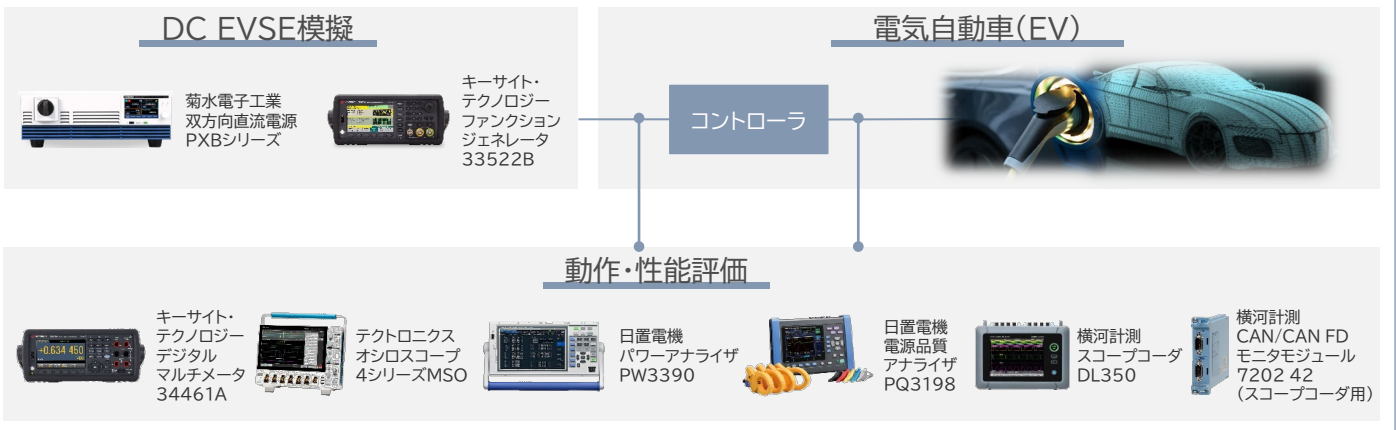 DC EVSE模擬
菊水電子工業
双方向直流電源
PXBシリーズ
キーサイト・
テクノロジー
ファンクション
ジェネレータ
33522B
電気自動車(EV)
コントローラ
動作・性能評価
+0.634 450
キーサイト・
テクノロジー
デジタル
マルチメータ
34461A
テクトロニクス
オシロスコープ
4シリーズMSO
日置電機
パワーアナライザ
PW3390
日置電機
電源品質
アナライザ
PQ3198
横河計測
スコープコーダ
DL350
横河計測
CAN/CAN FD
モニタモジュール
7202 42
(スコープコーダ用)